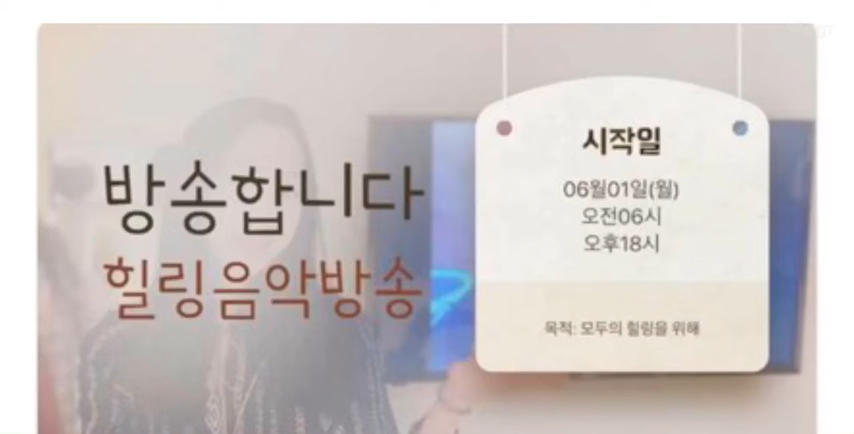 방송합니다
힐링음악방송
시작일
06월01일(월)
오전06시
오후18시
목적: 모두의 힐링을 위해